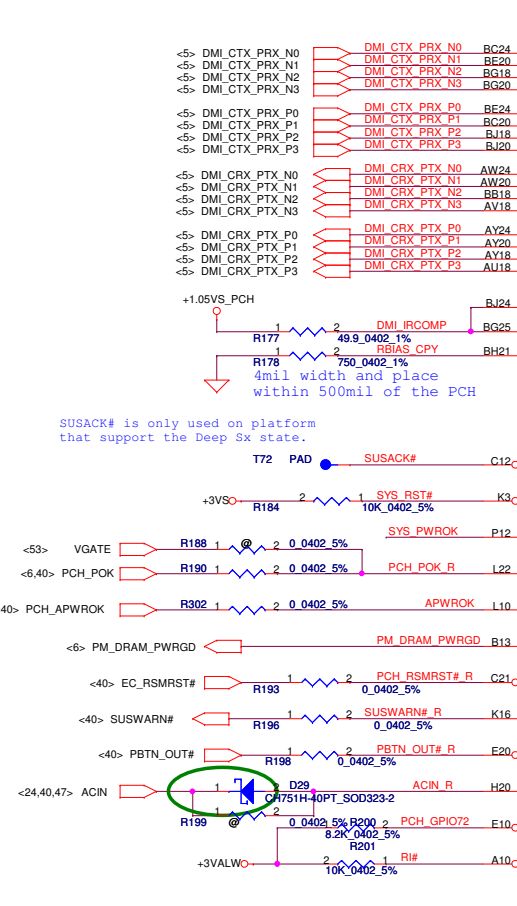 <5> DMI_CTX_PRX_N0 DMI_CTX_PRX_N0 BC24
<5> DMI_CTX_PRX_N1 DMI_CTX_PRX_N1 BE20
<5> DMI_CTX_PRX_N2 DMI_CTX_PRX_N2 BG18
<5> DMI_CTX_PRX_N3 DMI_CTX_PRX_N3 BG20
<5> DMI_CTX_PRX_P0 DMI_CTX_PRX_P0 BE24
<5> DMI_CTX_PRX_P1 DMI_CTX_PRX_P1 BC20
<5> DMI_CTX_PRX_P2 DMI_CTX_PRX_P2 BJ18
<5> DMI_CTX_PRX_P3 DMI_CTX_PRX_P3 BJ20
<5> DMI_CRX_PTX_N0 DMI_CRX_PTX_N0 AW24
<5> DMI_CRX_PTX_N1 DMI_CRX_PTX_N1 AW20
<5> DMI_CRX_PTX_N2 DMI_CRX_PTX_N2 BB18
<5> DMI_CRX_PTX_N3 DMI_CRX_PTX_N3 AV18
<5> DMI_CRX_PTX_P0 DMI_CRX_PTX_P0 AY24
<5> DMI_CRX_PTX_P1 DMI_CRX_PTX_P1 AY20
<5> DMI_CRX_PTX_P2 DMI_CRX_PTX_P2 AY18
<5> DMI_CRX_PTX_P3 DMI_CRX_PTX_P3 AU18
+1.05VS_PCH
BJ24
1 2 DMI_IRCOMP BG25
R177 49.9_0402_1%
1 2 RBIAS_CPY BH21
R178 750_0402_1%
4mil width and place
within 500mil of the PCH
SUSACK# is only used on platform
that support the Deep Sx state.
T72 PAD SUSACK# C12
+3VS 2 1 SYS_RST# K3
R184 10K_0402_5%
SYS_PWROK P12
<53> VGATE R188 1 @ 2 0_0402_5%
<6,40> PCH_POK R190 1 2 0_0402_5% PCH_POK_R L22
40> PCH_APWROK R302 1 2 0_0402_5% APWROK L10
<6> PM_DRAM_PWRGD PM_DRAM_PWRGD B13
<40> EC_RSMRST# 1 2 PCH_RSMRST#_R C21
R193 0_0402_5%
<40> SUSWARN# 1 2 SUSWARN#_R K16
R196 0_0402_5%
<40> PBTN_OUT# 1 2 PBTN_OUT#_R E20
R198 0_0402_5%
<24,40,47> ACIN 1 2 D29 ACIN_R H20
CH751H-40PT_SOD323-2
R199 1 @ 2 0_0402_5% R200 1 2 PCH_GPIO72 E10
8.2K_0402_5%
R201
+3VALW 1 2 RI# A10
10K_0402_5%